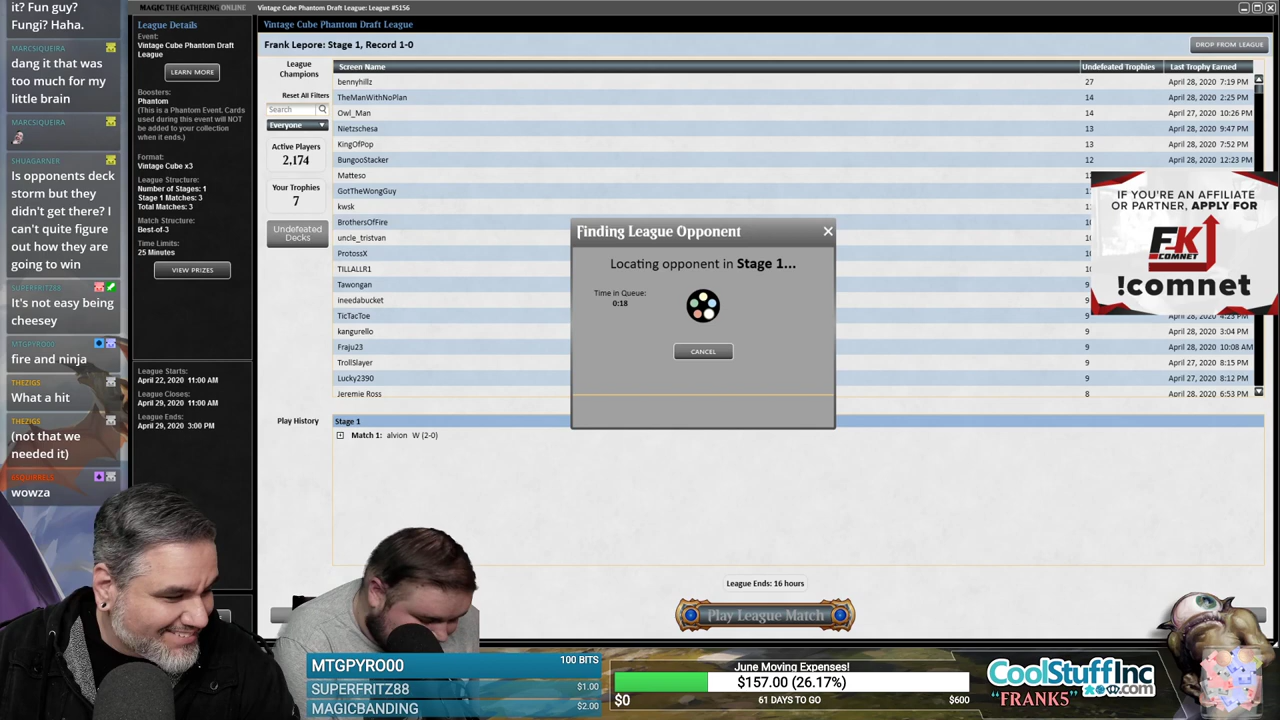 it? Fun guy?
Fungi? Haha.
MARCSIQUEIRA
dang it that was
too much for my
little brain
MARCSIQUEIRA
SHUAGARNER
Is opponents deck
storm but they
didn't get there? I
can't quite figure
out how they are
going to win
SUPERFRITZ88
It's not easy being
cheesey
MTGPYRO00
fire and ninja
THEZIGS
What a hit
THEZIGS
(not that we
needed it)
SSQUIRRELS
wowza
MAGIC THE GATHERING ONLINE
Vintage Cube Phantom Draft League: League #5156
League Details
Event:
Vintage Cube Phantom Draft
League
LEARN MORE
Boosters:
Phantom
(This is a Phantom Event. Cards
used during this event will NOT
be added to your collection
when it ends.)
Format:
Vintage Cube x3
League Structure:
Number of Stages: 1
Stage 1 Matches: 3
Total Matches: 3
Match Structure:
Best-of-3
Time Limits:
25 Minutes
VIEW PRIZES
League Starts:
April 22, 2020 11:00 AM
League Closes:
April 29, 2020 11:00 AM
League Ends:
April 29, 2020 3:00 PM
Vintage Cube Phantom Draft League
Frank Lepore: Stage 1, Record 1-0
DROP FROM LEAGUE
League
Champions
Reset All Filters
Search
Everyone
Active Players
2,174
Your Trophies
7
Undefeated
Decks
Screen Name Undefeated Trophies Last Trophy Earned
bennyhillz 27 April 28, 2020 7:19 PM
TheManWithNoPlan 14 April 28, 2020 2:25 PM
Owl_Man 14 April 27, 2020 10:26 PM
Nietzschesa 13 April 28, 2020 9:47 PM
KingOfPop 13 April 28, 2020 7:52 PM
BungooStacker 12 April 28, 2020 12:23 PM
Matteso
GotTheWongGuy
kwsk
BrothersOfFire
uncle_tristvan
ProtossX
TILLALLR1
Tawongan
ineedabucket 9
TicTacToe 9 April 28, 2020 4:23 PM
kangurello 9 April 28, 2020 3:04 PM
Fraju23 9 April 28, 2020 10:08 AM
TrollSlayer 9 April 27, 2020 8:15 PM
Lucky2390 9 April 27, 2020 8:12 PM
Jeremie Ross 8 April 28, 2020 6:53 PM
Finding League Opponent
Locating opponent in Stage 1...
Time in Queue:
0:18
CANCEL
IF YOU'RE AN AFFILIATE
OR PARTNER, APPLY FOR
COMNET
!comnet
Play History
Stage 1
Match 1: alvion W (2-0)
League Ends: 16 hours
Play League Match
MTGPYRO00 100 BITS
SUPERFRITZ88 $1.00
MAGICBANDING $2.00
June Moving Expenses!
$157.00 (26.17%)
$0 61 DAYS TO GO $600
CoolStuffInc
.com
"FRANK5"